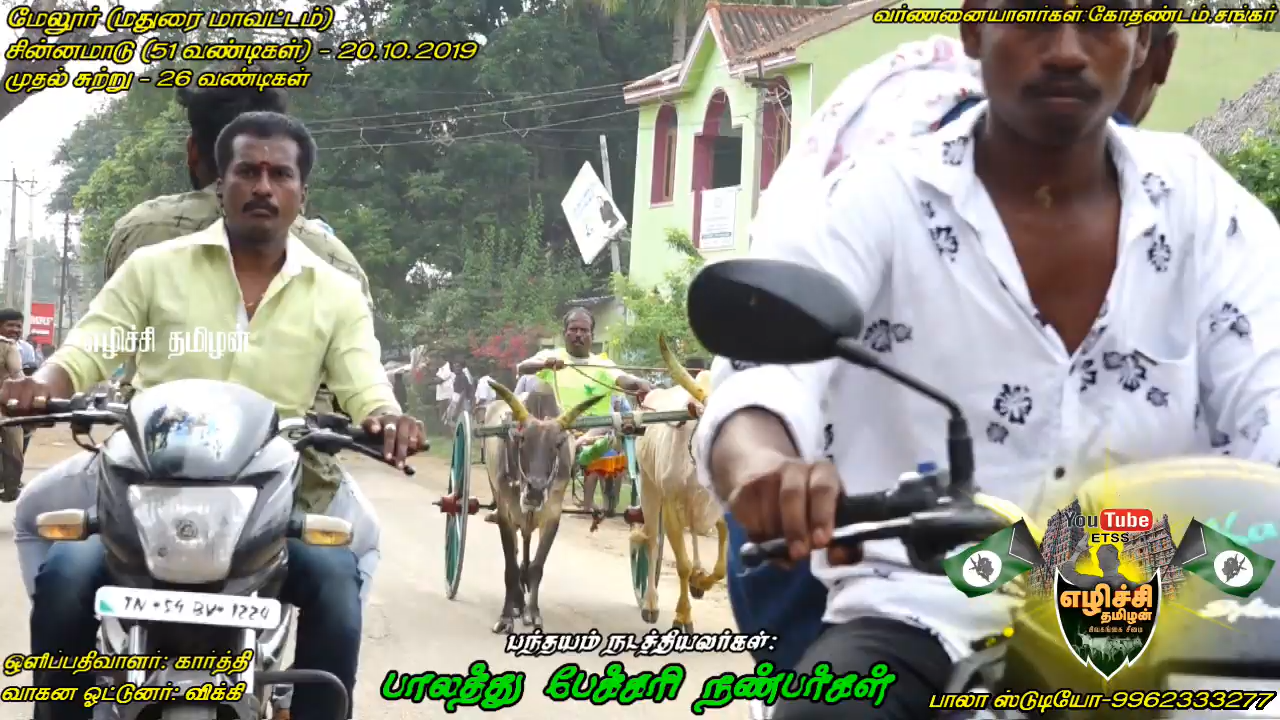 மேலூர் (மதுரை மாவட்டம்)
சின்னமாடு (51 வண்டிகள்) - 20.10.2019
முதல் சுற்று - 26 வண்டிகள்
வர்ணனையாளர்கள்.கோதண்டம்,சங்கர்
எழிச்சி தமிழன்
TN 54 BV 1224
YouTube
ETSS
எழிச்சி
தமிழன்
சிவகங்கை சீமை
பந்தயம் நடத்தியவர்கள்:
பாலத்து பேக்கரி நண்பர்கள்
ஒளிப்பதிவாளர்: கார்த்தி
வாகன ஓட்டுனர்: விக்கி
பாலா ஸ்டுடியோ-9962333277